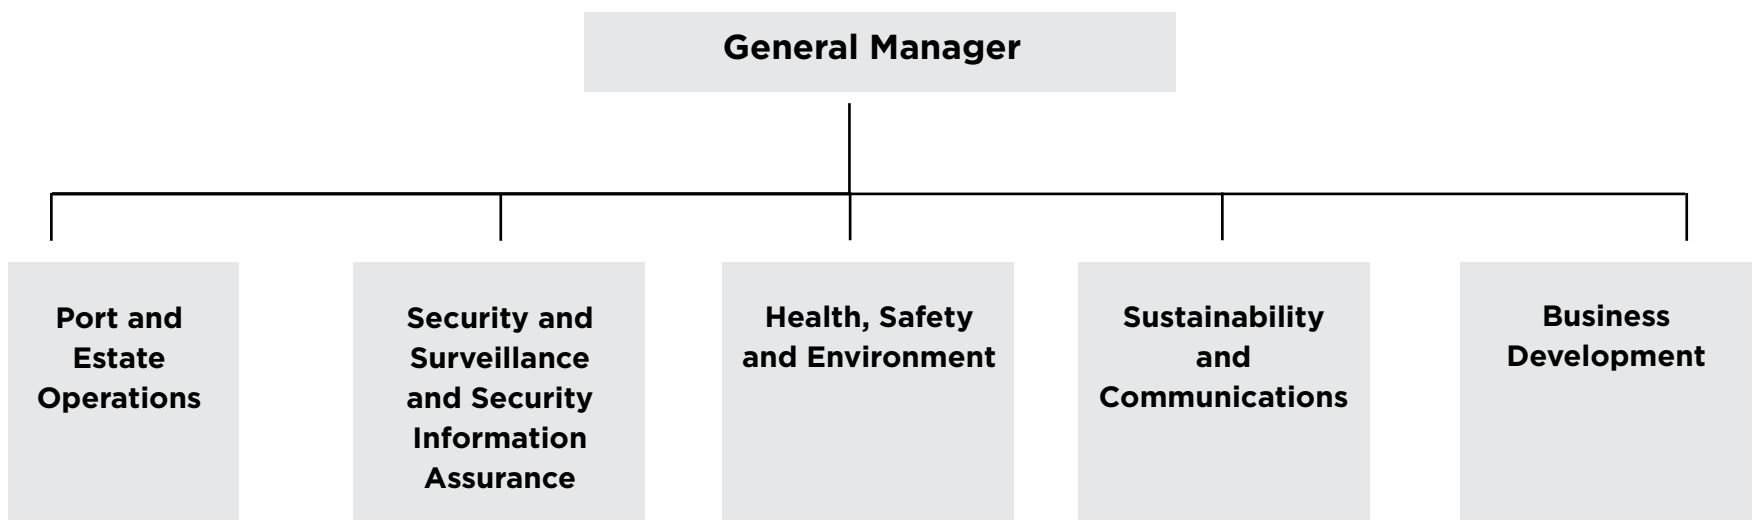 General Manager
Port and
Estate
Operations
Security and
Surveillance
and Security
Information
Assurance
Health, Safety
and Environment
Sustainability
and
Communications
Business
Development